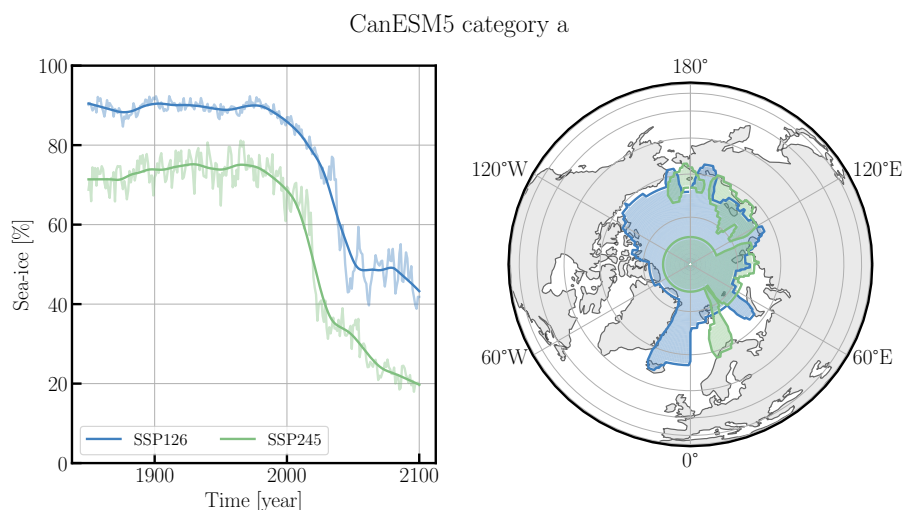 CanESM5 category a
100
80
60
40
20
0
Sea-ice [%]
SSP126
SSP245
1900
2000
2100
Time [year]
180°
120°W
120°E
60°W
60°E
0°